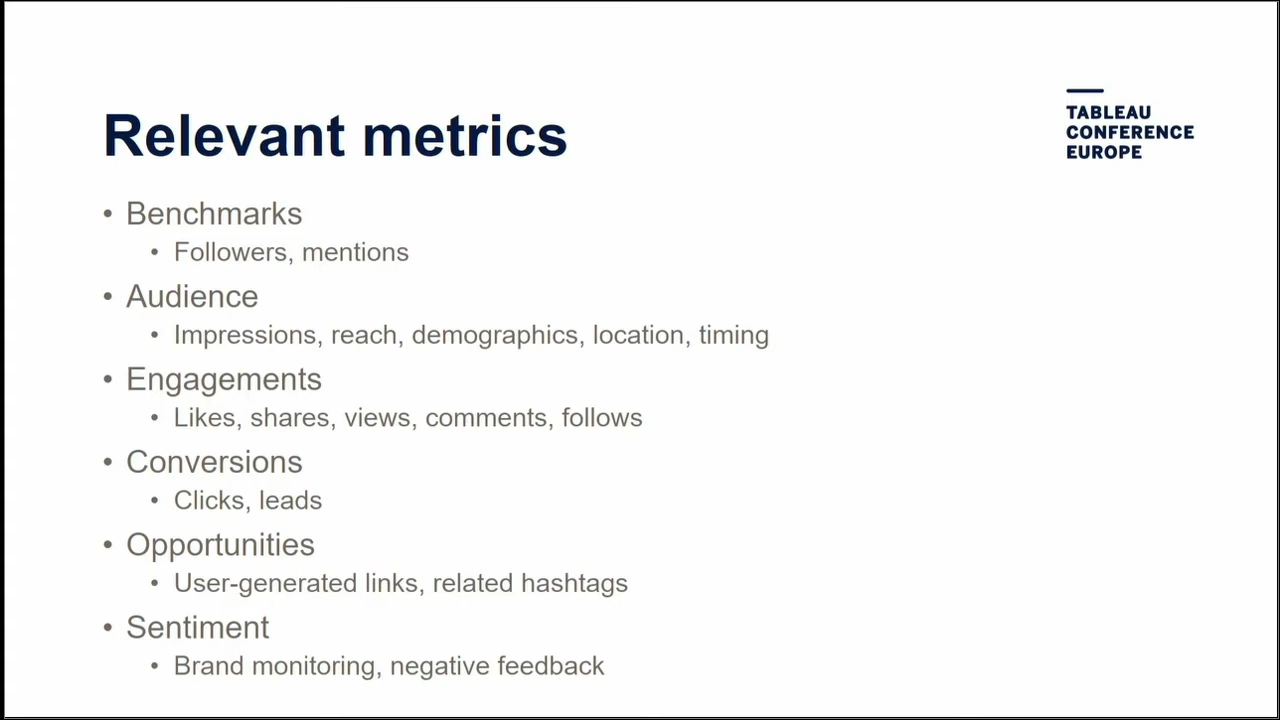 Relevant metrics
TABLEAU
CONFERENCE
EUROPE
• Benchmarks
• Followers, mentions
• Audience
• Impressions, reach, demographics, location, timing
• Engagements
• Likes, shares, views, comments, follows
• Conversions
• Clicks, leads
• Opportunities
• User-generated links, related hashtags
• Sentiment
• Brand monitoring, negative feedback